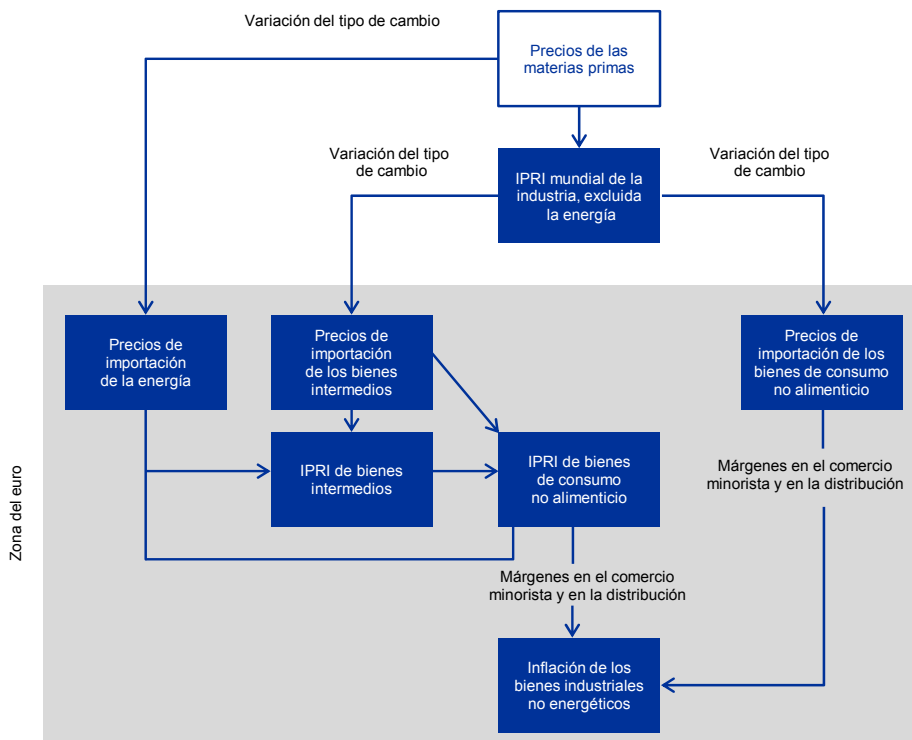 Variación del tipo de cambio
Precios de las
materias primas
Variación del tipo
de cambio
IPRI mundial de la
industria, excluida
la energía
Variación del tipo
de cambio
Precios de
importación
de la energía
Precios de
importación
de los bienes
intermedios
Precios de
importación de los
bienes de consumo
no alimenticio
IPRI de bienes
intermedios
IPRI de bienes
de consumo
no alimenticio
Márgenes en el comercio
minorista y en la distribución
Zona del euro
Márgenes en el comercio
minorista y en la distribución
Inflación de los
bienes industriales
no energéticos